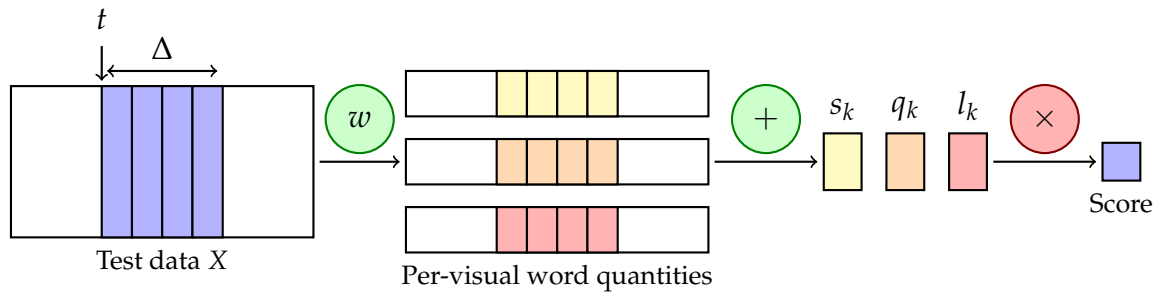 t
Δ
w
+
s_k q_k l_k
×
Score
Test data X
Per-visual word quantities